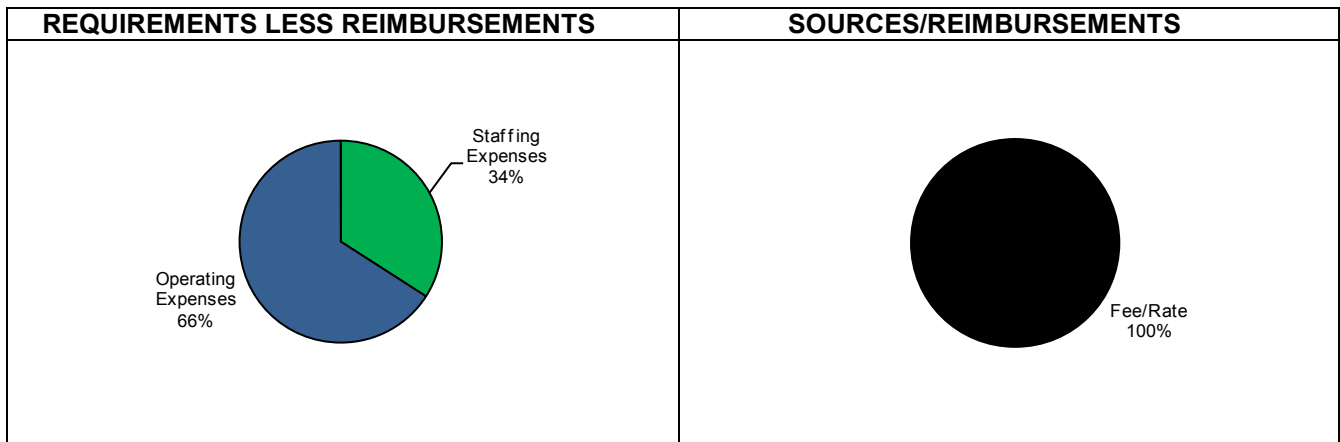 REQUIREMENTS LESS REIMBURSEMENTS
SOURCES/REIMBURSEMENTS
Staffing
Expenses
34%
Operating
Expenses
66%
Fee/Rate
100%